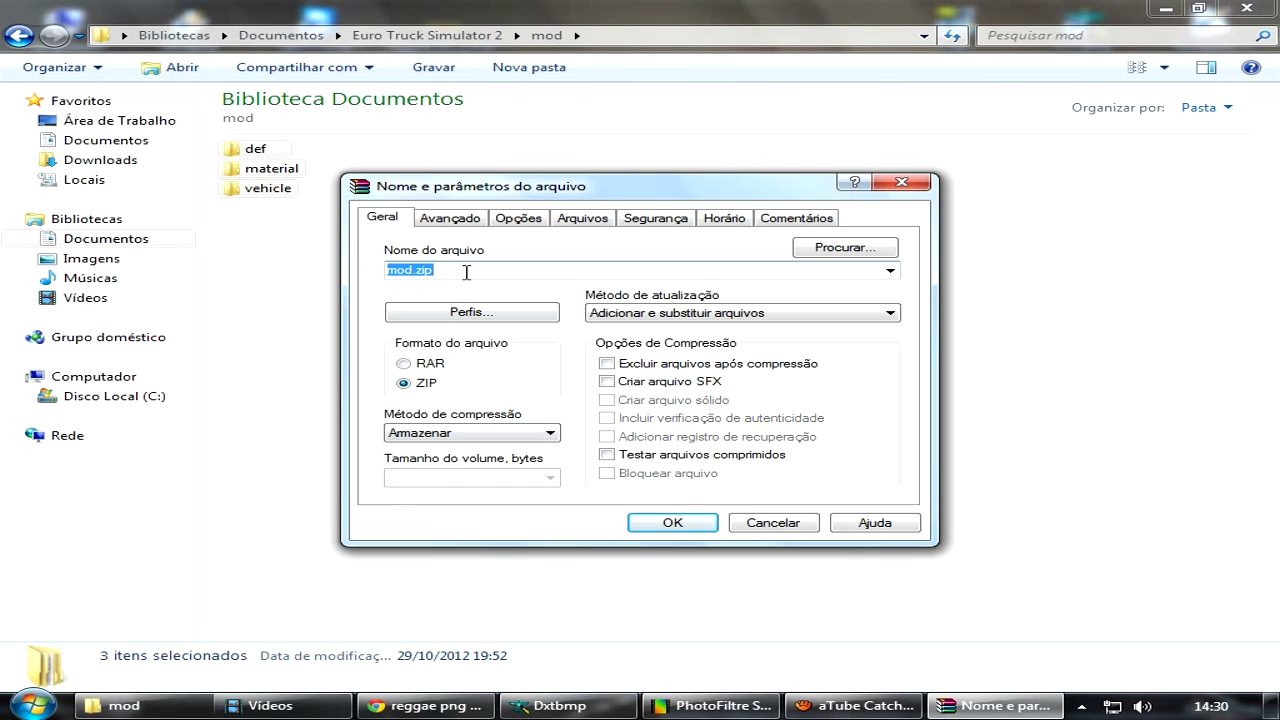 Bibliotecas Documentos Euro Truck Simulator 2 mod Pesquisar mod
Organizar Abrir Compartilhar com Gravar Nova pasta
Favoritos
Área de Trabalho
Documentos
Downloads
Locais
Bibliotecas
Documentos
Imagens
Músicas
Vídeos
Grupo doméstico
Computador
Disco Local (C:)
Rede
Biblioteca Documentos
mod
Organizar por: Pasta
def
material
vehicle
Nome e parâmetros do arquivo
Geral Avançado Opções Arquivos Segurança Horário Comentários
Nome do arquivo
Procurar...
mod.zip
Perfis...
Método de atualização
Adicionar e substituir arquivos
Formato do arquivo
RAR
ZIP
Método de compressão
Armazenar
Tamanho do volume, bytes
Opções de Compressão
Excluir arquivos após compressão
Criar arquivo SFX
Criar arquivo sólido
Incluir verificação de autenticidade
Adicionar registro de recuperação
Testar arquivos comprimidos
Bloquear arquivo
OK Cancelar Ajuda
3 itens selecionados Data de modificaç... 29/10/2012 19:52
mod Vídeos reggae png ... Dxtbmp PhotoFiltre S... aTube Catch... Nome e par... 14:30